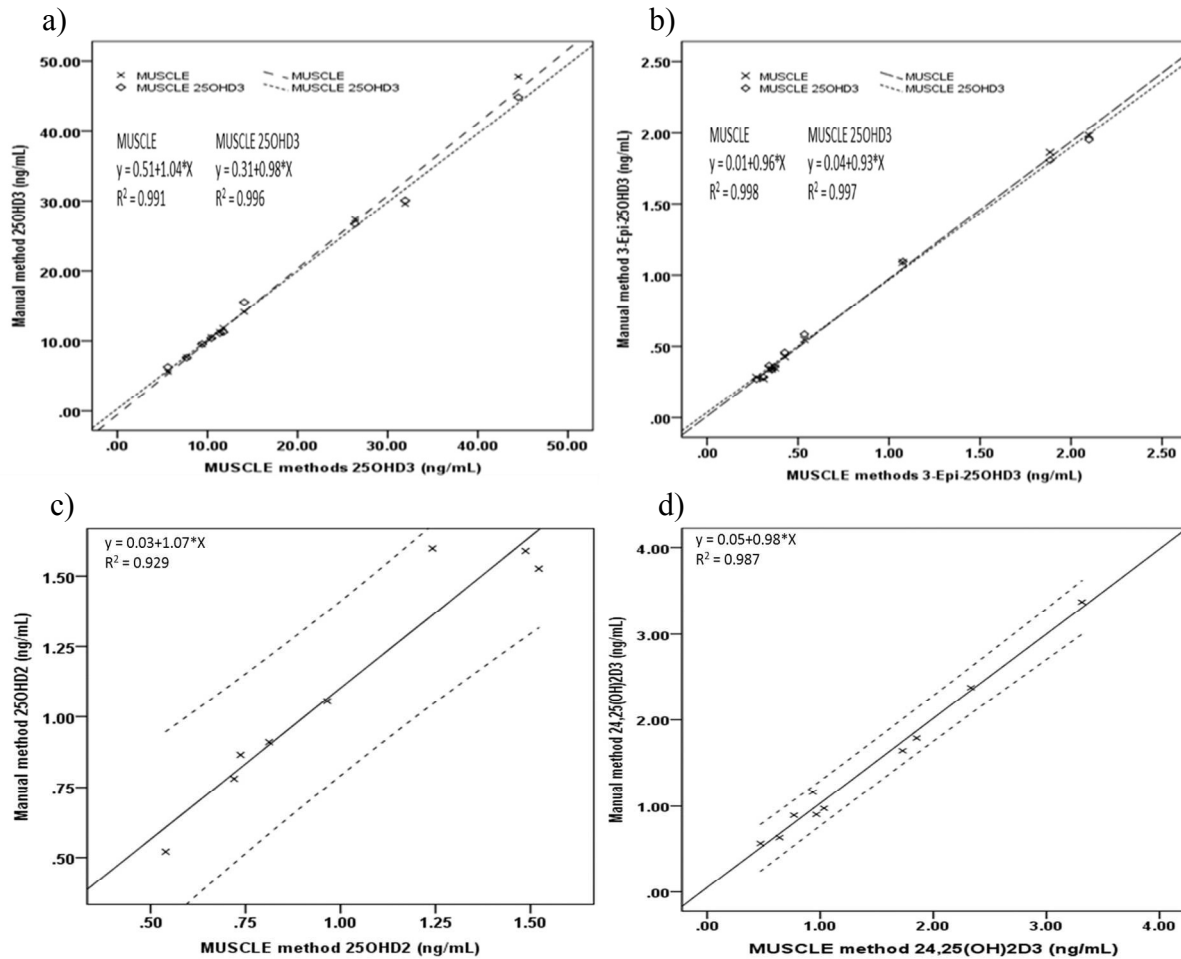 a)
50.00
40.00
30.00
20.00
10.00
.00
Manual method 25OHD3 (ng/mL)
MUSCLE MUSCLE
MUSCLE 25OHD3 MUSCLE 25OHD3
MUSCLE MUSCLE 25OHD3
y = 0.51+1.04*X y = 0.31+0.98*X
R² = 0.991 R² = 0.996
.00 10.00 20.00 30.00 40.00 50.00
MUSCLE methods 25OHD3 (ng/mL)
b)
2.50
2.00
1.50
1.00
.50
.00
Manual method 3-Epi-25OHD3 (ng/mL)
MUSCLE MUSCLE
MUSCLE 25OHD3 MUSCLE 25OHD3
MUSCLE MUSCLE 25OHD3
y = 0.01+0.96*X y = 0.04+0.93*X
R² = 0.998 R² = 0.997
.00 .50 1.00 1.50 2.00 2.50
MUSCLE methods 3-Epi-25OHD3 (ng/mL)
c)
y = 0.03+1.07*X
R² = 0.929
1.50
1.25
1.00
.75
.50
Manual method 25OHD2 (ng/mL)
.50 .75 1.00 1.25 1.50
MUSCLE method 25OHD2 (ng/mL)
d)
y = 0.05+0.98*X
R² = 0.987
4.00
3.00
2.00
1.00
.00
Manual method 24,25(OH)2D3 (ng/mL)
.00 1.00 2.00 3.00 4.00
MUSCLE method 24,25(OH)2D3 (ng/mL)